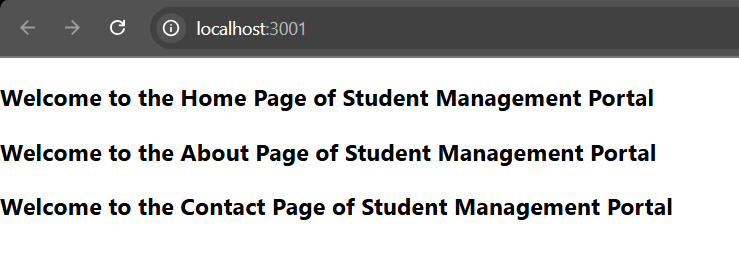 localhost:3001
Welcome to the Home Page of Student Management Portal
Welcome to the About Page of Student Management Portal
Welcome to the Contact Page of Student Management Portal